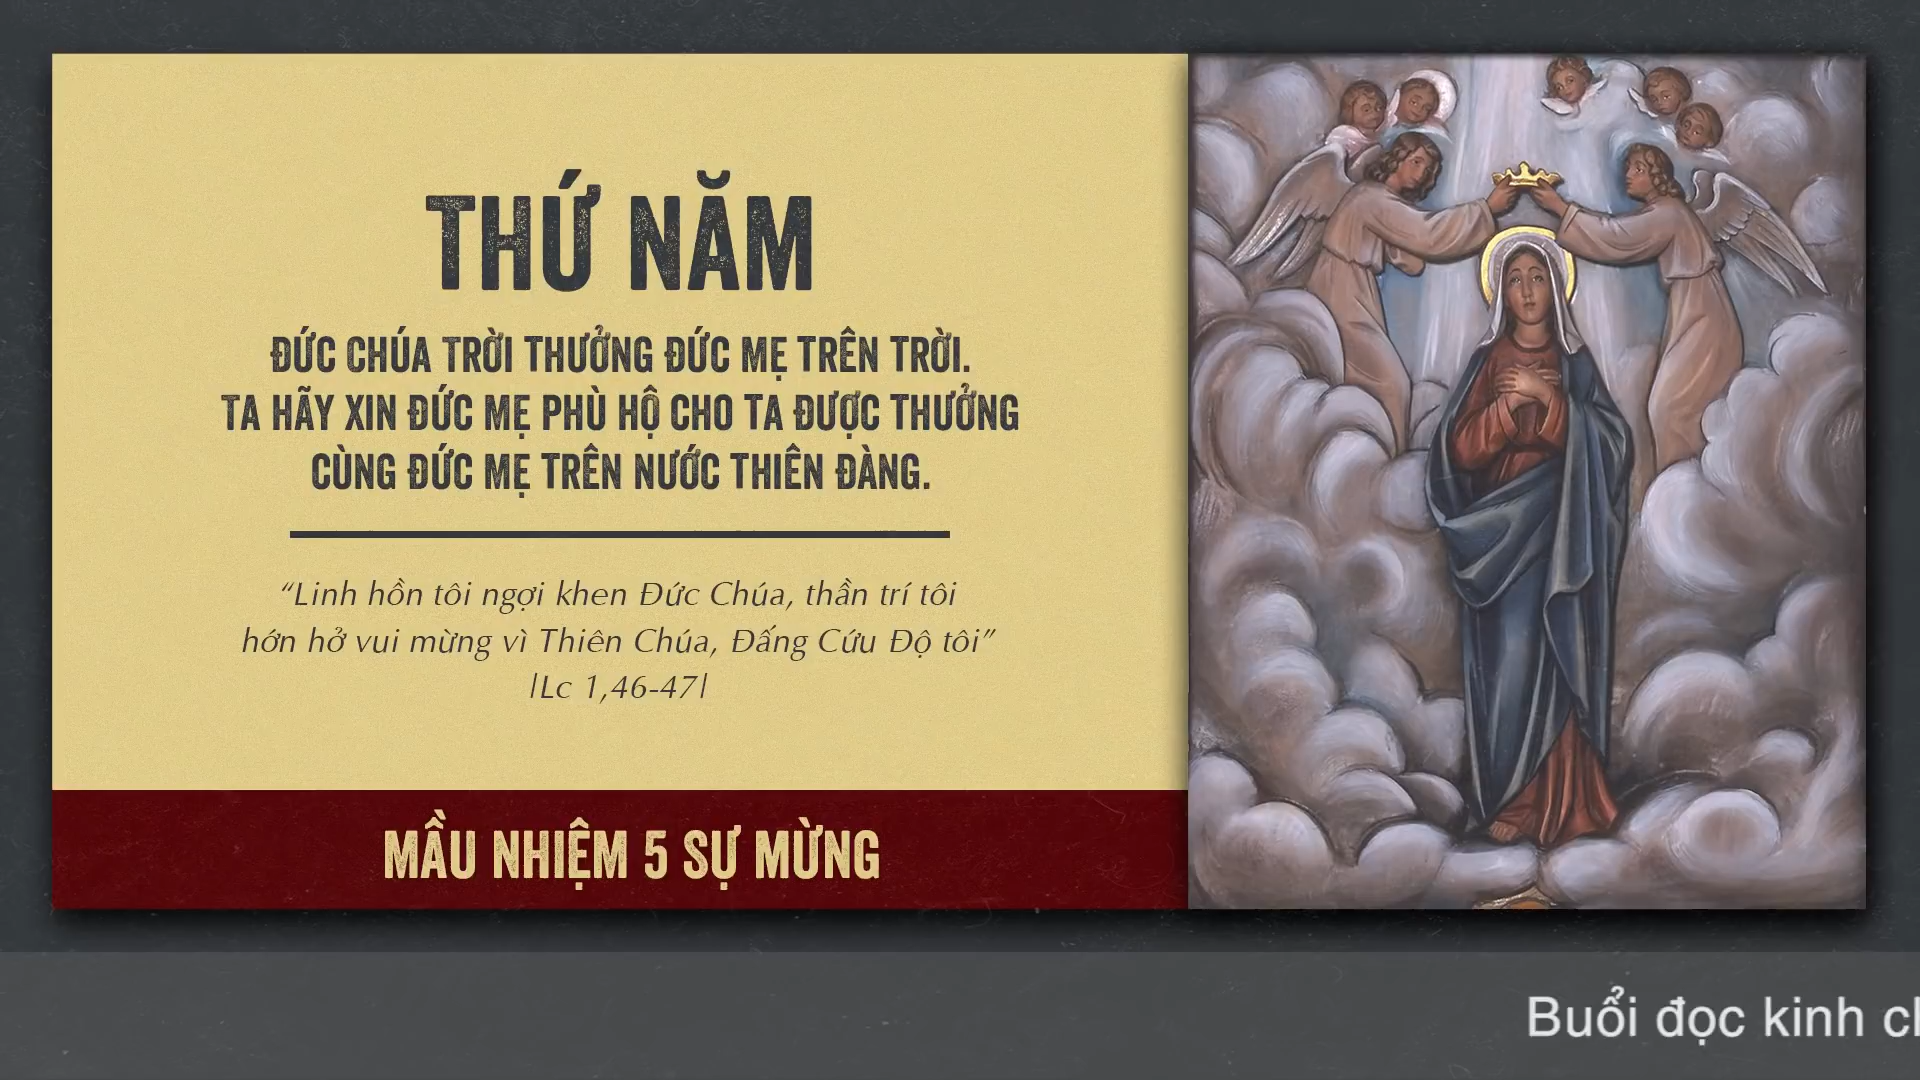 THỨ NĂM
ĐỨC CHÚA TRỜI THƯỞNG ĐỨC MẸ TRÊN TRỜI.
TA HÃY XIN ĐỨC MẸ PHÙ HỘ CHO TA ĐƯỢC THƯỞNG
CÙNG ĐỨC MẸ TRÊN NƯỚC THIÊN ĐÀNG.
“Linh hồn tôi ngợi khen Đức Chúa, thần trí tôi
hớn hở vui mừng vì Thiên Chúa, Đấng Cứu Độ tôi”
|Lc 1,46-47|
MẦU NHIỆM 5 SỰ MỪNG
Buổi đọc kinh